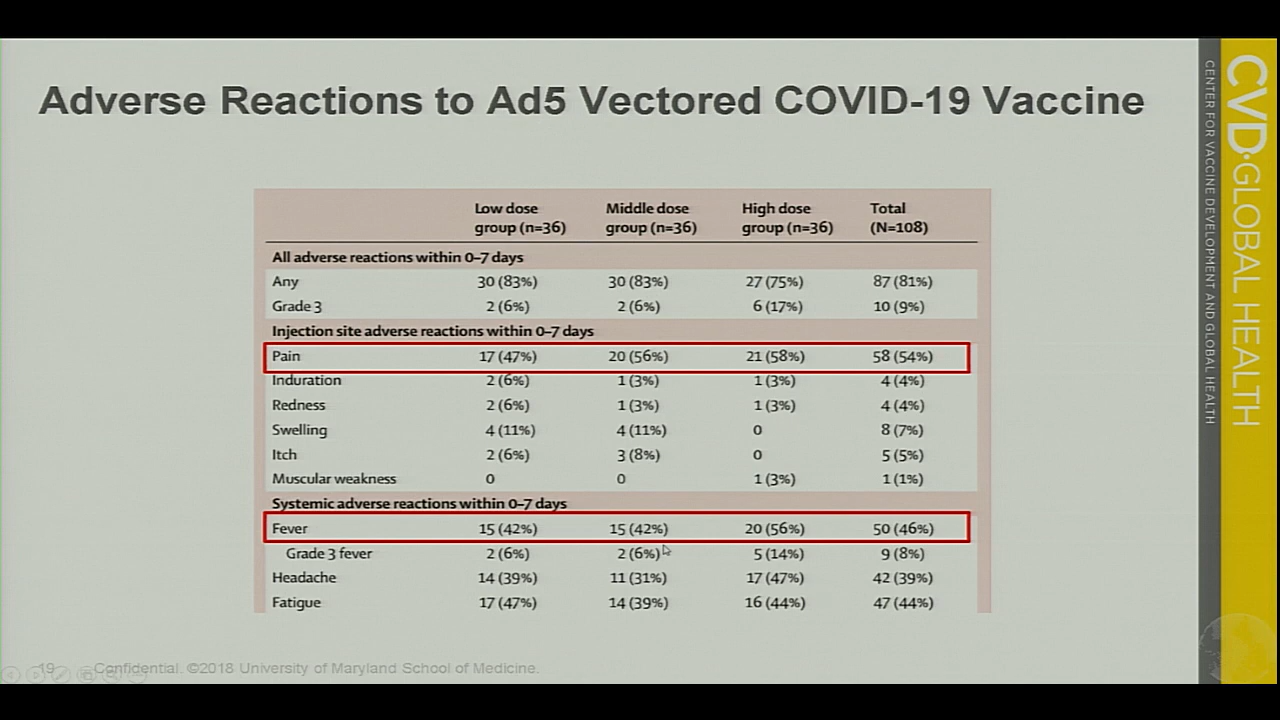 Adverse Reactions to Ad5 Vectored COVID-19 Vaccine
Low dose group (n=36) Middle dose group (n=36) High dose group (n=36) Total (N=108)
All adverse reactions within 0–7 days
Any 30 (83%) 30 (83%) 27 (75%) 87 (81%)
Grade 3 2 (6%) 2 (6%) 6 (17%) 10 (9%)
Injection site adverse reactions within 0–7 days
Pain 17 (47%) 20 (56%) 21 (58%) 58 (54%)
Induration 2 (6%) 1 (3%) 1 (3%) 4 (4%)
Redness 2 (6%) 1 (3%) 1 (3%) 4 (4%)
Swelling 4 (11%) 4 (11%) 0 8 (7%)
Itch 2 (6%) 3 (8%) 0 5 (5%)
Muscular weakness 0 0 1 (3%) 1 (1%)
Systemic adverse reactions within 0–7 days
Fever 15 (42%) 15 (42%) 20 (56%) 50 (46%)
Grade 3 fever 2 (6%) 2 (6%) 5 (14%) 9 (8%)
Headache 14 (39%) 11 (31%) 17 (47%) 42 (39%)
Fatigue 17 (47%) 14 (39%) 16 (44%) 47 (44%)
19 Confidential. ©2018 University of Maryland School of Medicine.
CVD·GLOBAL HEALTH
CENTER FOR VACCINE DEVELOPMENT AND GLOBAL HEALTH